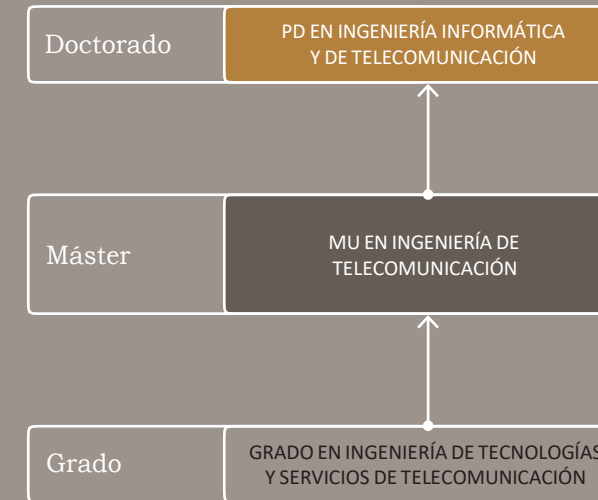 Doctorado
PD EN INGENIERÍA INFORMÁTICA
Y DE TELECOMUNICACIÓN
Máster
MU EN INGENIERÍA DE
TELECOMUNICACIÓN
Grado
GRADO EN INGENIERÍA DE TECNOLOGÍAS
Y SERVICIOS DE TELECOMUNICACIÓN